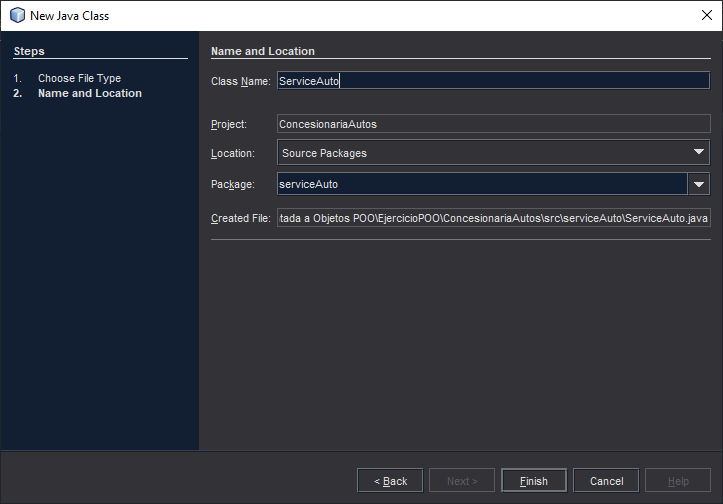 New Java Class
Steps
1. Choose File Type
2. Name and Location
Name and Location
Class Name: ServiceAuto
Project: ConcesionariaAutos
Location: Source Packages
Package: serviceAuto
Created File: tada a Objetos POO\EjercicioPOO\ConcesionariaAutos\src\serviceAuto\ServiceAuto.java
< Back Next > Finish Cancel Help